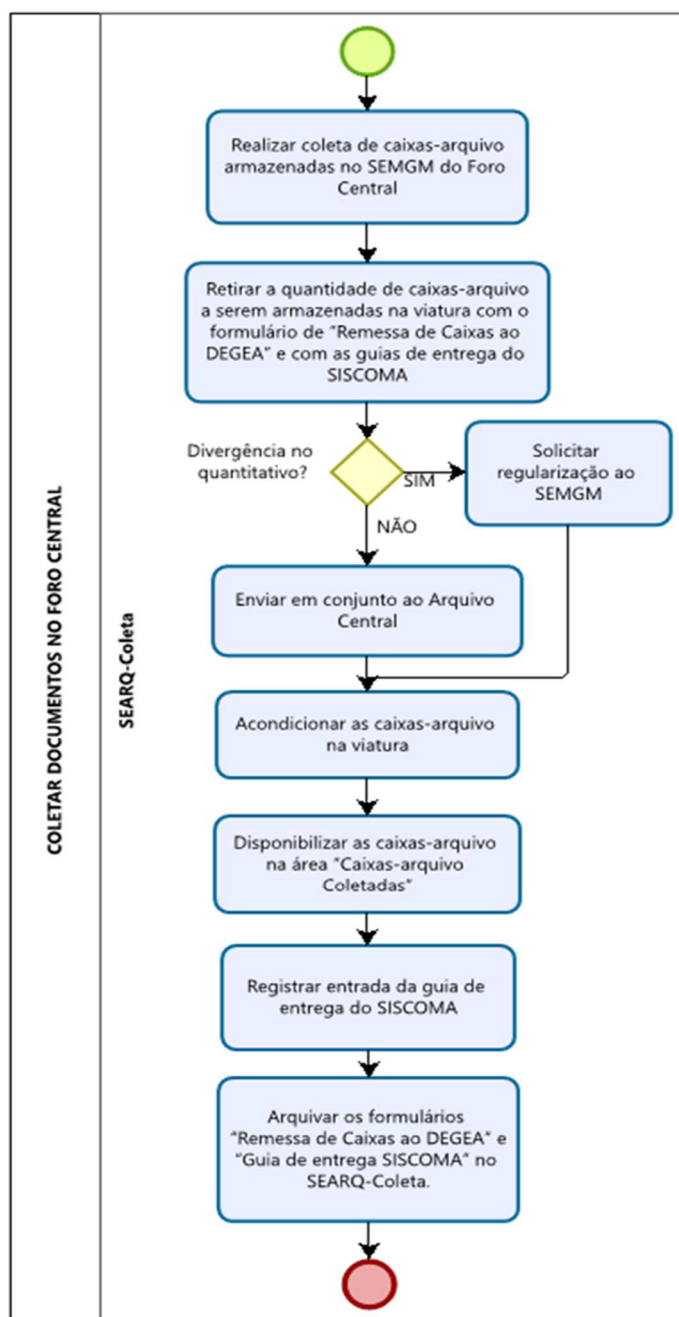 COLETAR DOCUMENTOS NO FORO CENTRAL
SEARQ-Coleta
Realizar coleta de caixas-arquivo
armazenadas no SEMGM do Foro
Central
Retirar a quantidade de caixas-arquivo
a serem armazenadas na viatura com o
formulário de "Remessa de Caixas ao
DEGEA" e com as guias de entrega do
SISCOMA
Divergência no
quantitativo?
SIM
Solicitar
regularização ao
SEMGM
NÃO
Enviar em conjunto ao Arquivo
Central
Acondicionar as caixas-arquivo
na viatura
Disponibilizar as caixas-arquivo
na área "Caixas-arquivo
Coletadas"
Registrar entrada da guia de
entrega do SISCOMA
Arquivar os formulários
"Remessa de Caixas ao DEGEA" e
"Guia de entrega SISCOMA" no
SEARQ-Coleta.